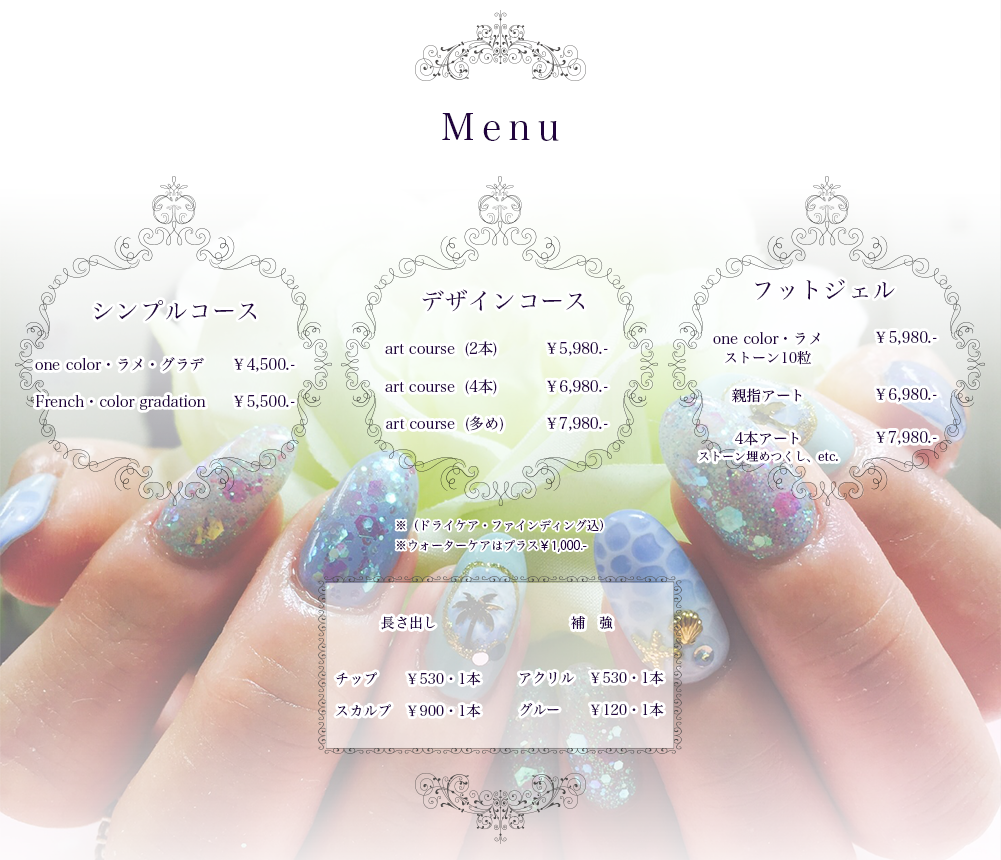 Menu
シンプルコース
one color・ラメ・グラデ ￥4,500.-
French・color gradation ￥5,500.-
デザインコース
art course (2本) ￥5,980.-
art course (4本) ￥6,980.-
art course (多め) ￥7,980.-
フットジェル
one color・ラメ ￥5,980.-
ストーン10粒
親指アート ￥6,980.-
4本アート ￥7,980.-
ストーン埋めつくし、etc.
※（ドライケア・ファインディング込）
※ウォーターケアはプラス￥1,000.-
長さ出し
チップ ￥530・1本
スカルプ ￥900・1本
補 強
アクリル ￥530・1本
グルー ￥120・1本